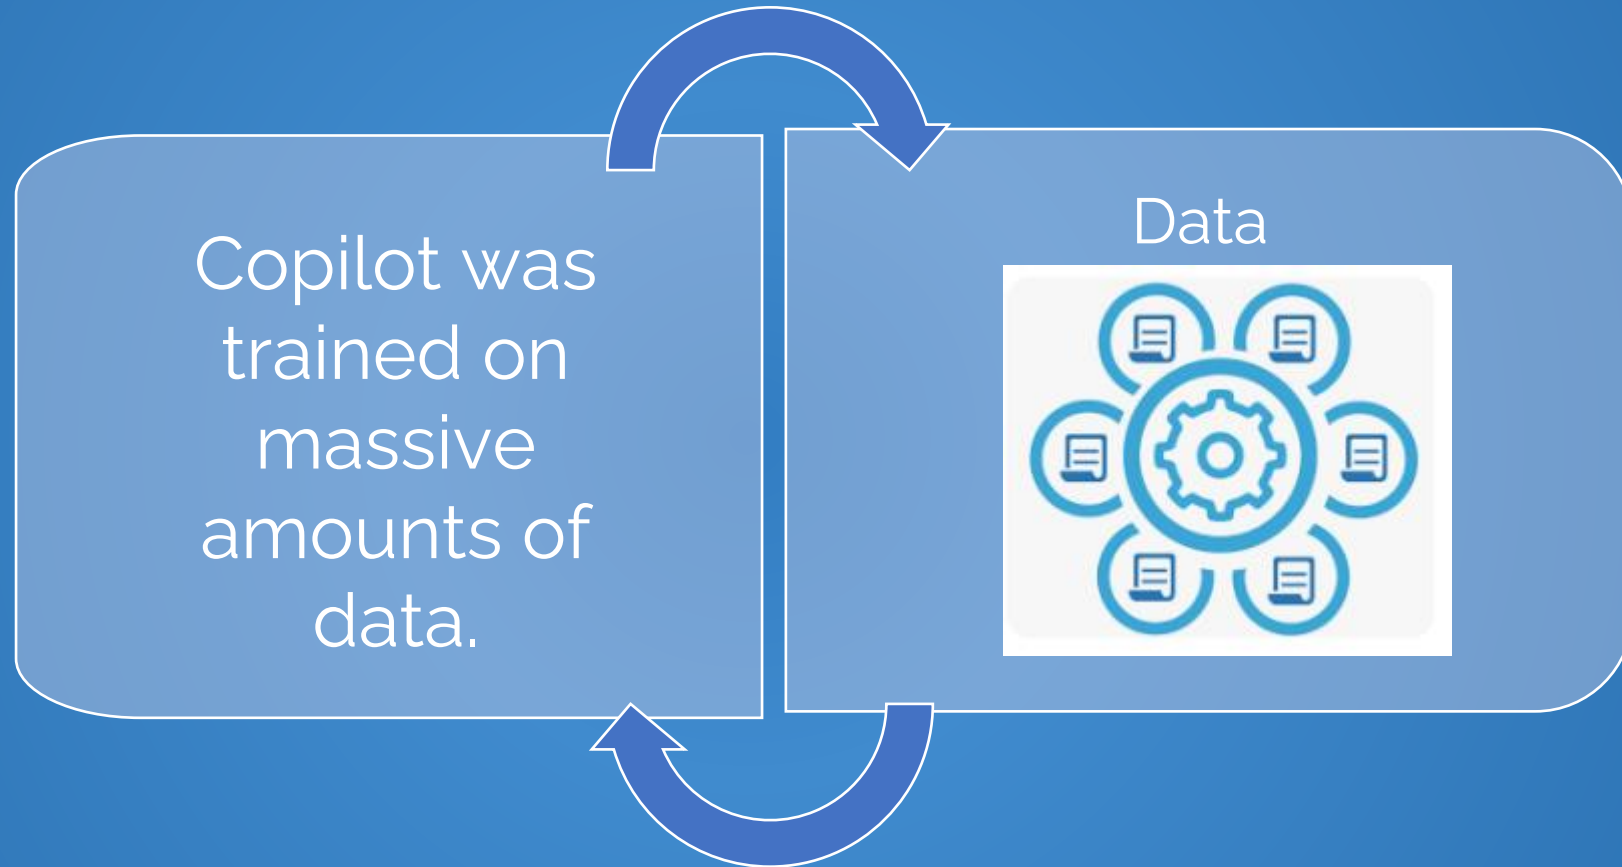 Copilot was
trained on
massive
amounts of
data.
Data